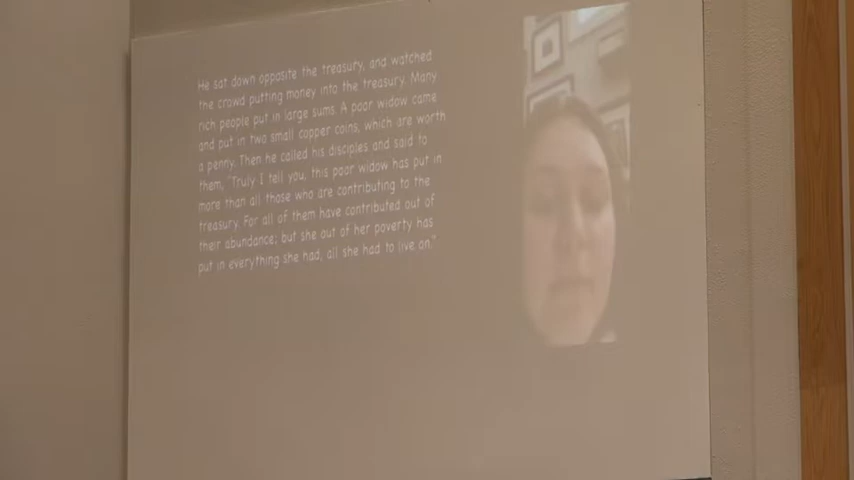 He sat down opposite the treasury, and watched
the crowd putting money into the treasury. Many
rich people put in large sums. A poor widow came
and put in two small copper coins, which are worth
a penny. Then he called his disciples and said to
them, "Truly I tell you, this poor widow has put in
more than all those who are contributing to the
treasury. For all of them have contributed out of
their abundance; but she out of her poverty has
put in everything she had, all she had to live on."